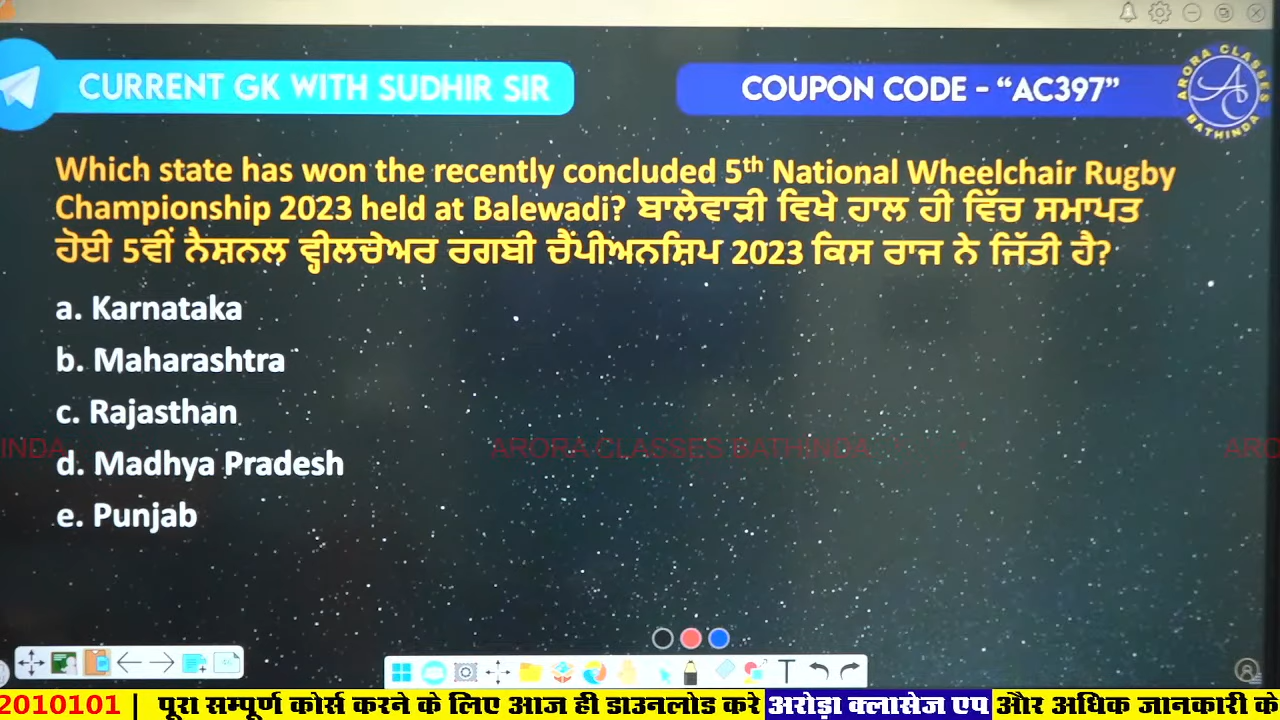 CURRENT GK WITH SUDHIR SIR
COUPON CODE - “AC397”
ARORA CLASSES
BATHINDA
Which state has won the recently concluded 5th National Wheelchair Rugby
Championship 2023 held at Balewadi? ਬਾਲੇਵਾੜੀ ਵਿਖੇ ਹਾਲ ਹੀ ਵਿੱਚ ਸਮਾਪਤ
ਹੋਈ 5ਵੀਂ ਨੈਸ਼ਨਲ ਵ੍ਹੀਲਚੇਅਰ ਰਗਬੀ ਚੈਂਪੀਅਨਸ਼ਿਪ 2023 ਕਿਸ ਰਾਜ ਨੇ ਜਿੱਤੀ ਹੈ?
a. Karnataka
b. Maharashtra
c. Rajasthan
INDA ARORA CLASSES BATHINDA ARO
d. Madhya Pradesh
e. Punjab
2010101 | पूरा सम्पूर्ण कोर्स करने के लिए आज ही डाउनलोड करे अरोड़ा क्लासेज एप और अधिक जानकारी के